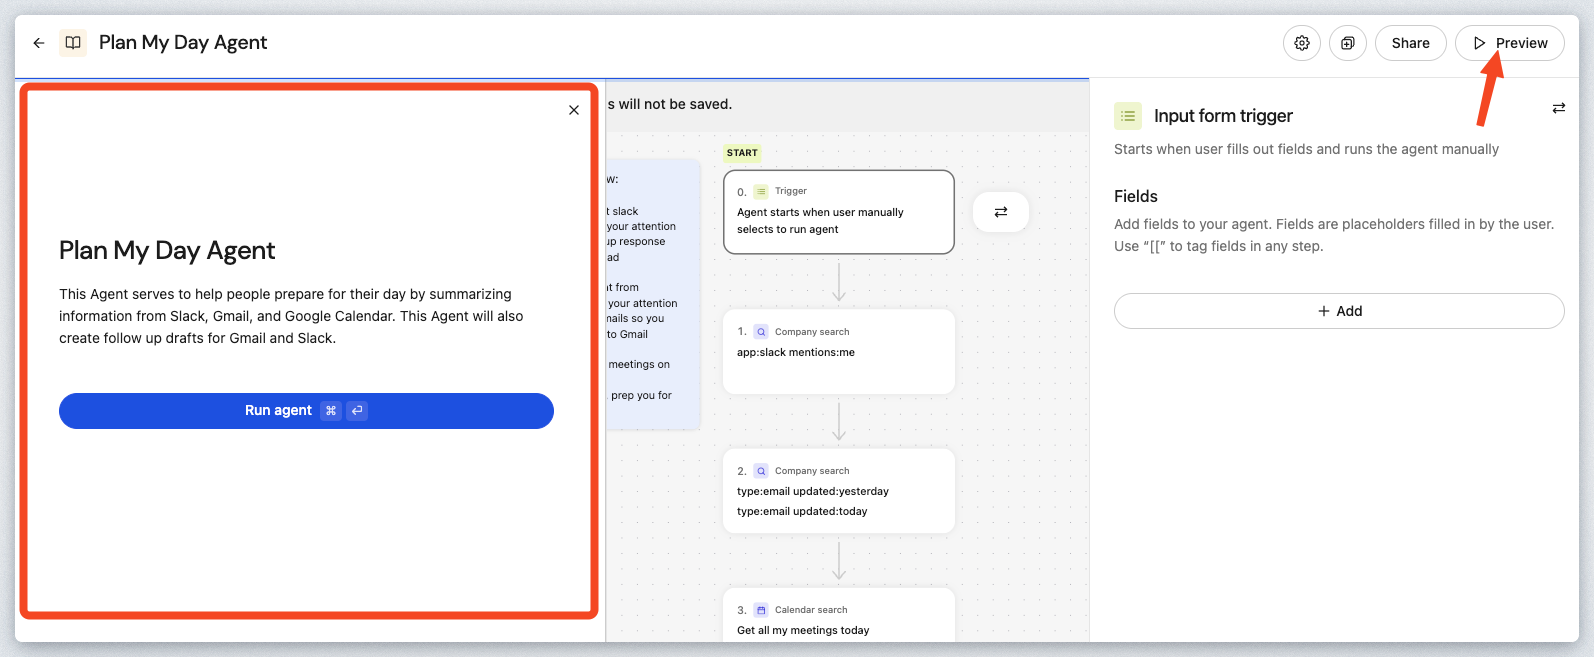 Plan My Day Agent
Share
Preview
Plan My Day Agent
This Agent serves to help people prepare for their day by summarizing
information from Slack, Gmail, and Google Calendar. This Agent will also
create follow up drafts for Gmail and Slack.
Run agent ⌘ ↩
s will not be saved.
w:
t slack
your attention
up response
ad
t from
your attention
nails so you
to Gmail
meetings on
prep you for
START
0. Trigger
Agent starts when user manually
selects to run agent
1. Company search
app:slack mentions:me
2. Company search
type:email updated:yesterday
type:email updated:today
3. Calendar search
Get all my meetings today
Input form trigger
Starts when user fills out fields and runs the agent manually
Fields
Add fields to your agent. Fields are placeholders filled in by the user.
Use “[[” to tag fields in any step.
+ Add